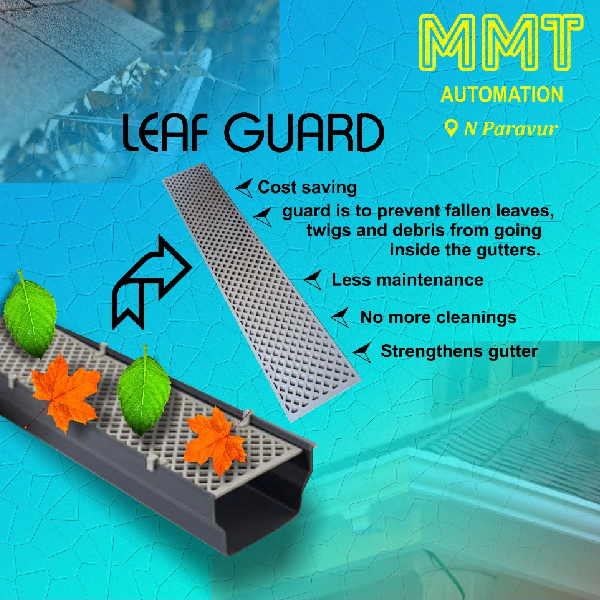 MMT
AUTOMATION
N Paravur
LEAF GUARD
Cost saving
guard is to prevent fallen leaves,
twigs and debris from going
inside the gutters.
Less maintenance
No more cleanings
Strengthens gutter